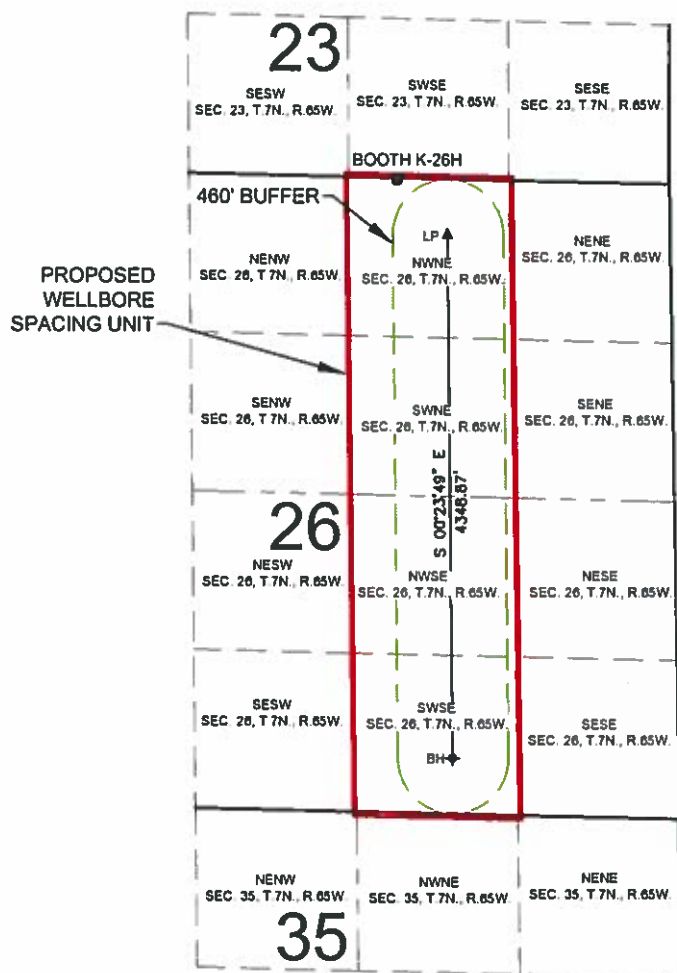 23
SESW
SEC. 23, T.7N., R.65W.
SWSE
SEC. 23, T.7N., R.65W.
SESE
SEC. 23, T.7N., R.65W.
BOOTH K-26H
460' BUFFER
LP
NENW
SEC. 26, T.7N., R.65W.
NWNE
SEC. 26, T.7N., R.65W.
NENE
SEC. 26, T.7N., R.65W.
PROPOSED
WELLBORE
SPACING UNIT
SENW
SEC. 26, T.7N., R.65W.
SWNE
SEC. 26, T.7N., R.65W.
SENE
SEC. 26, T.7N., R.65W.
S 00°23'49" E
4348.87'
26
NESW
SEC. 26, T.7N., R.65W.
NWSE
SEC. 26, T.7N., R.65W.
NESE
SEC. 26, T.7N., R.65W.
SESW
SEC. 26, T.7N., R.65W.
SWSE
SEC. 26, T.7N., R.65W.
SESE
SEC. 26, T.7N., R.65W.
BH
NENW
SEC. 35, T.7N., R.65W.
NWNE
SEC. 35, T.7N., R.65W.
NENE
SEC. 35, T.7N., R.65W.
35